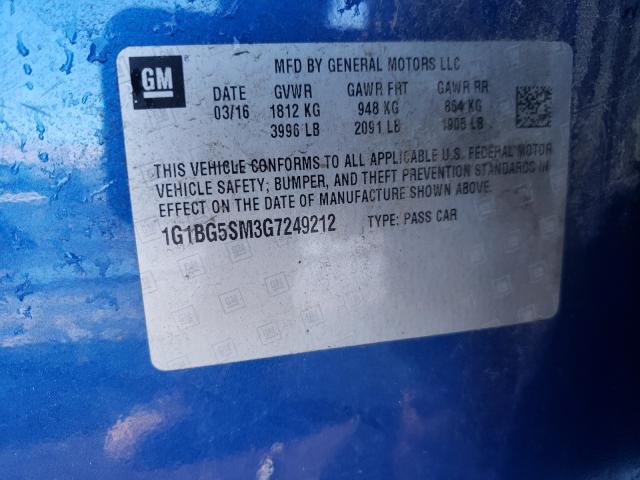 GM
MFD BY GENERAL MOTORS LLC
DATE GVWR GAWR FRT GAWR RR
03/16 1812 KG 948 KG 864 KG
3996 LB 2091 LB 1905 LB
THIS VEHICLE CONFORMS TO ALL APPLICABLE U.S. FEDERAL MOTOR
VEHICLE SAFETY; BUMPER, AND THEFT PREVENTION STANDARDS IN
EFFECT ON THE DATE OF MANUFACTURE SHOWN ABOVE.
1G1BG5SM3G7249212 TYPE: PASS CAR